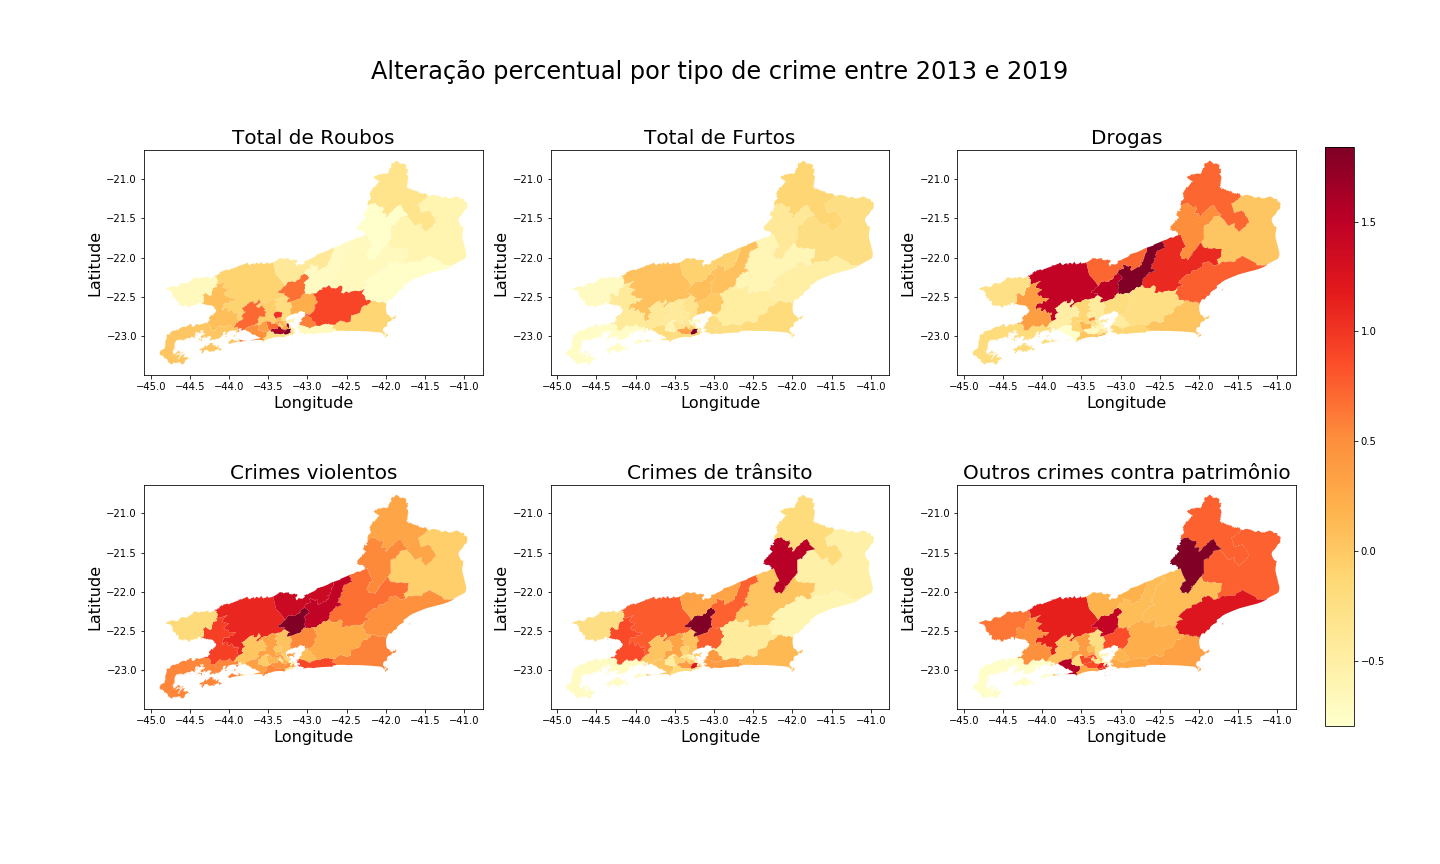 Alteração percentual por tipo de crime entre 2013 e 2019
Total de Roubos
Total de Furtos
Drogas
Latitude
−21.0
−21.5
−22.0
−22.5
−23.0
−45.0 −44.5 −44.0 −43.5 −43.0 −42.5 −42.0 −41.5 −41.0
Longitude
Latitude
−21.0
−21.5
−22.0
−22.5
−23.0
−45.0 −44.5 −44.0 −43.5 −43.0 −42.5 −42.0 −41.5 −41.0
Longitude
Latitude
−21.0
−21.5
−22.0
−22.5
−23.0
−45.0 −44.5 −44.0 −43.5 −43.0 −42.5 −42.0 −41.5 −41.0
Longitude
Crimes violentos
Crimes de trânsito
Outros crimes contra patrimônio
Latitude
−21.0
−21.5
−22.0
−22.5
−23.0
−45.0 −44.5 −44.0 −43.5 −43.0 −42.5 −42.0 −41.5 −41.0
Longitude
Latitude
−21.0
−21.5
−22.0
−22.5
−23.0
−45.0 −44.5 −44.0 −43.5 −43.0 −42.5 −42.0 −41.5 −41.0
Longitude
Latitude
−21.0
−21.5
−22.0
−22.5
−23.0
−45.0 −44.5 −44.0 −43.5 −43.0 −42.5 −42.0 −41.5 −41.0
Longitude
1.5
1.0
0.5
0.0
−0.5